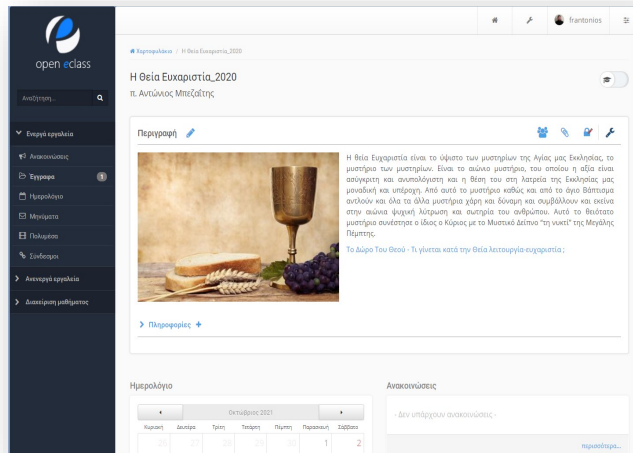 frantonios
Χαρτοφυλάκιο / Η Θεία Ευχαριστία_2020
open eclass
Η Θεία Ευχαριστία_2020
π. Αντώνιος Μπεζαΐτης
Αναζήτηση...
Ενεργά εργαλεία
Ανακοινώσεις
Έγγραφα 1
Ημερολόγιο
Μηνύματα
Πολυμέσα
Σύνδεσμοι
Ανενεργά εργαλεία
Διαχείριση μαθήματος
Περιγραφή
Η θεία Ευχαριστία είναι το ύψιστο των μυστηρίων της Αγίας μας Εκκλησίας, το
μυστήριο των μυστηρίων. Είναι το αιώνιο μυστήριο, του οποίου η αξία είναι
ασύγκριτη και ανυπολόγιστη και η θέση του στη λατρεία της Εκκλησίας μας
μοναδική και υπέροχη. Από αυτό το μυστήριο καθώς και από το άγιο Βάπτισμα
αντλούν και όλα τα άλλα μυστήρια χάρη και δύναμη και συμβάλλουν και εκείνα
στην αιώνια ψυχική λύτρωση και σωτηρία του ανθρώπου. Αυτό το θειότατο
μυστήριο συνέστησε ο ίδιος ο Κύριος με το Μυστικό Δείπνο "τη νυκτί" της Μεγάλης
Πέμπτης.
Το Δώρο Του Θεού - Τι γίνεται κατά την Θεία λειτουργία-ευχαριστία ;
Πληροφορίες
Ημερολόγιο
Οκτώβριος 2021
Κυριακή Δευτέρα Τρίτη Τετάρτη Πέμπτη Παρασκευή Σάββατο
26 27 28 29 30 1 2
Ανακοινώσεις
- Δεν υπάρχουν ανακοινώσεις -
περισσότερα...